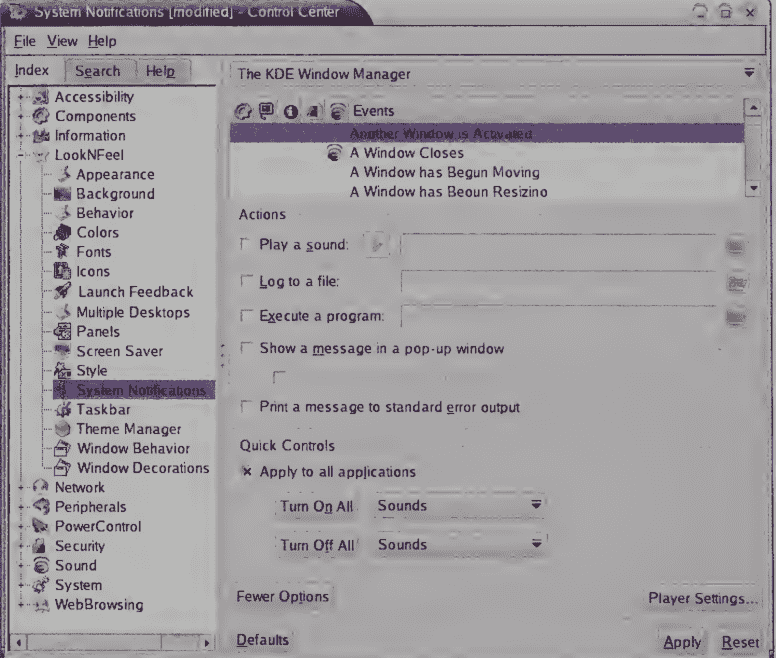 System Notifications [modified] - Control Center
File View Help
Index Search Help
The KDE Window Manager
Accessibility
Components
Information
LookNFeel
Appearance
Background
Behavior
Colors
Fonts
Icons
Launch Feedback
Multiple Desktops
Panels
Screen Saver
Style
System Notifications
Taskbar
Theme Manager
Window Behavior
Window Decorations
Network
Peripherals
PowerControl
Security
Sound
System
WebBrowsing
Events
Another Window is Activated
A Window Closes
A Window has Begun Moving
A Window has Begun Resizing
Actions
Play a sound:
Log to a file:
Execute a program:
Show a message in a pop-up window
Print a message to standard error output
Quick Controls
Apply to all applications
Turn On All Sounds
Turn Off All Sounds
Fewer Options
Player Settings...
Defaults
Apply Reset